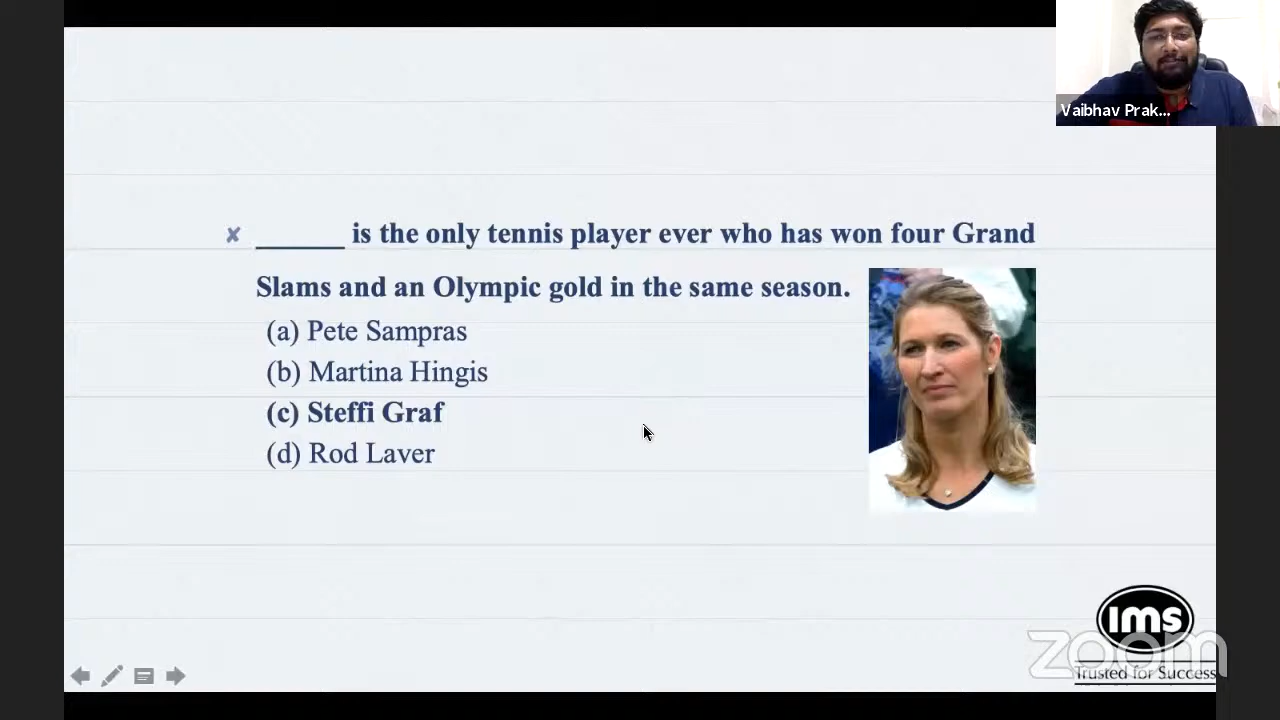 Vaibhav Prak...
✘ ______ is the only tennis player ever who has won four Grand
Slams and an Olympic gold in the same season.
(a) Pete Sampras
(b) Martina Hingis
(c) Steffi Graf
(d) Rod Laver
ims
zoom
Trusted for Success